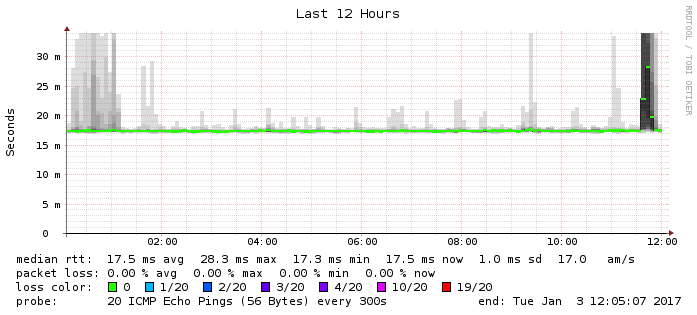 Last 12 Hours
RRDTOOL / TOBI OETIKER
Seconds
30 m
25 m
20 m
15 m
10 m
5 m
0
02:00 04:00 06:00 08:00 10:00 12:00
median rtt: 17.5 ms avg 28.3 ms max 17.3 ms min 17.5 ms now 1.0 ms sd 17.0 am/s
packet loss: 0.00 % avg 0.00 % max 0.00 % min 0.00 % now
loss color: 0 1/20 2/20 3/20 4/20 10/20 19/20
probe: 20 ICMP Echo Pings (56 Bytes) every 300s end: Tue Jan 3 12:05:07 2017